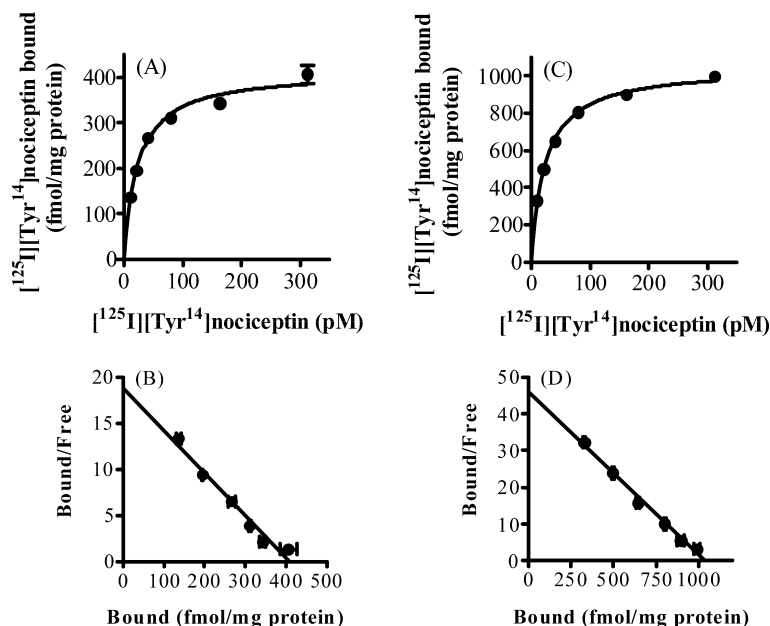 (A)
[¹²⁵I][Tyr¹⁴]nociceptin bound
(fmol/mg protein)
400
300
200
100
0
0 100 200 300
[¹²⁵I][Tyr¹⁴]nociceptin (pM)
(C)
[¹²⁵I][Tyr¹⁴]nociceptin bound
(fmol/mg protein)
1000
800
600
400
200
0
0 100 200 300
[¹²⁵I][Tyr¹⁴]nociceptin (pM)
(B)
Bound/Free
20
15
10
5
0
0 100 200 300 400 500
Bound (fmol/mg protein)
(D)
Bound/Free
50
40
30
20
10
0
0 250 500 750 1000
Bound (fmol/mg protein)